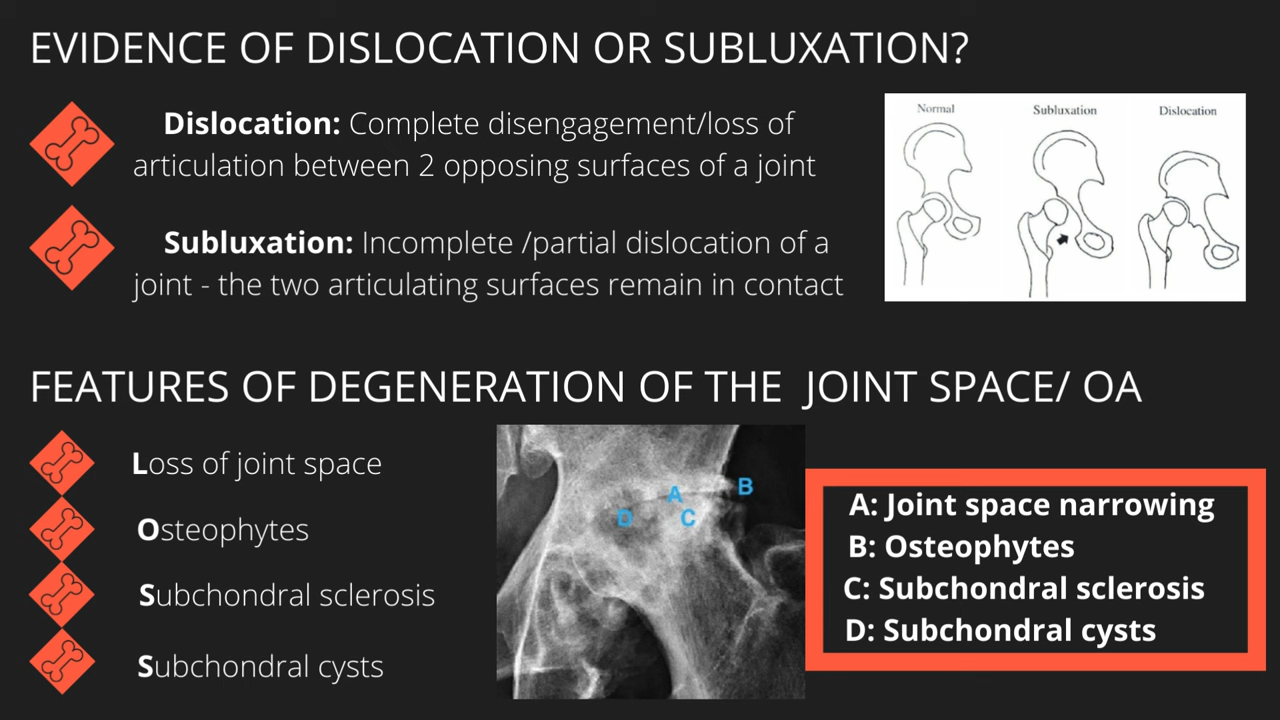 EVIDENCE OF DISLOCATION OR SUBLUXATION?
Dislocation: Complete disengagement/loss of
articulation between 2 opposing surfaces of a joint
Subluxation: Incomplete /partial dislocation of a
joint - the two articulating surfaces remain in contact
Normal
Subluxation
Dislocation
FEATURES OF DEGENERATION OF THE JOINT SPACE/ OA
Loss of joint space
Osteophytes
Subchondral sclerosis
Subchondral cysts
A
B
C
D
A: Joint space narrowing
B: Osteophytes
C: Subchondral sclerosis
D: Subchondral cysts